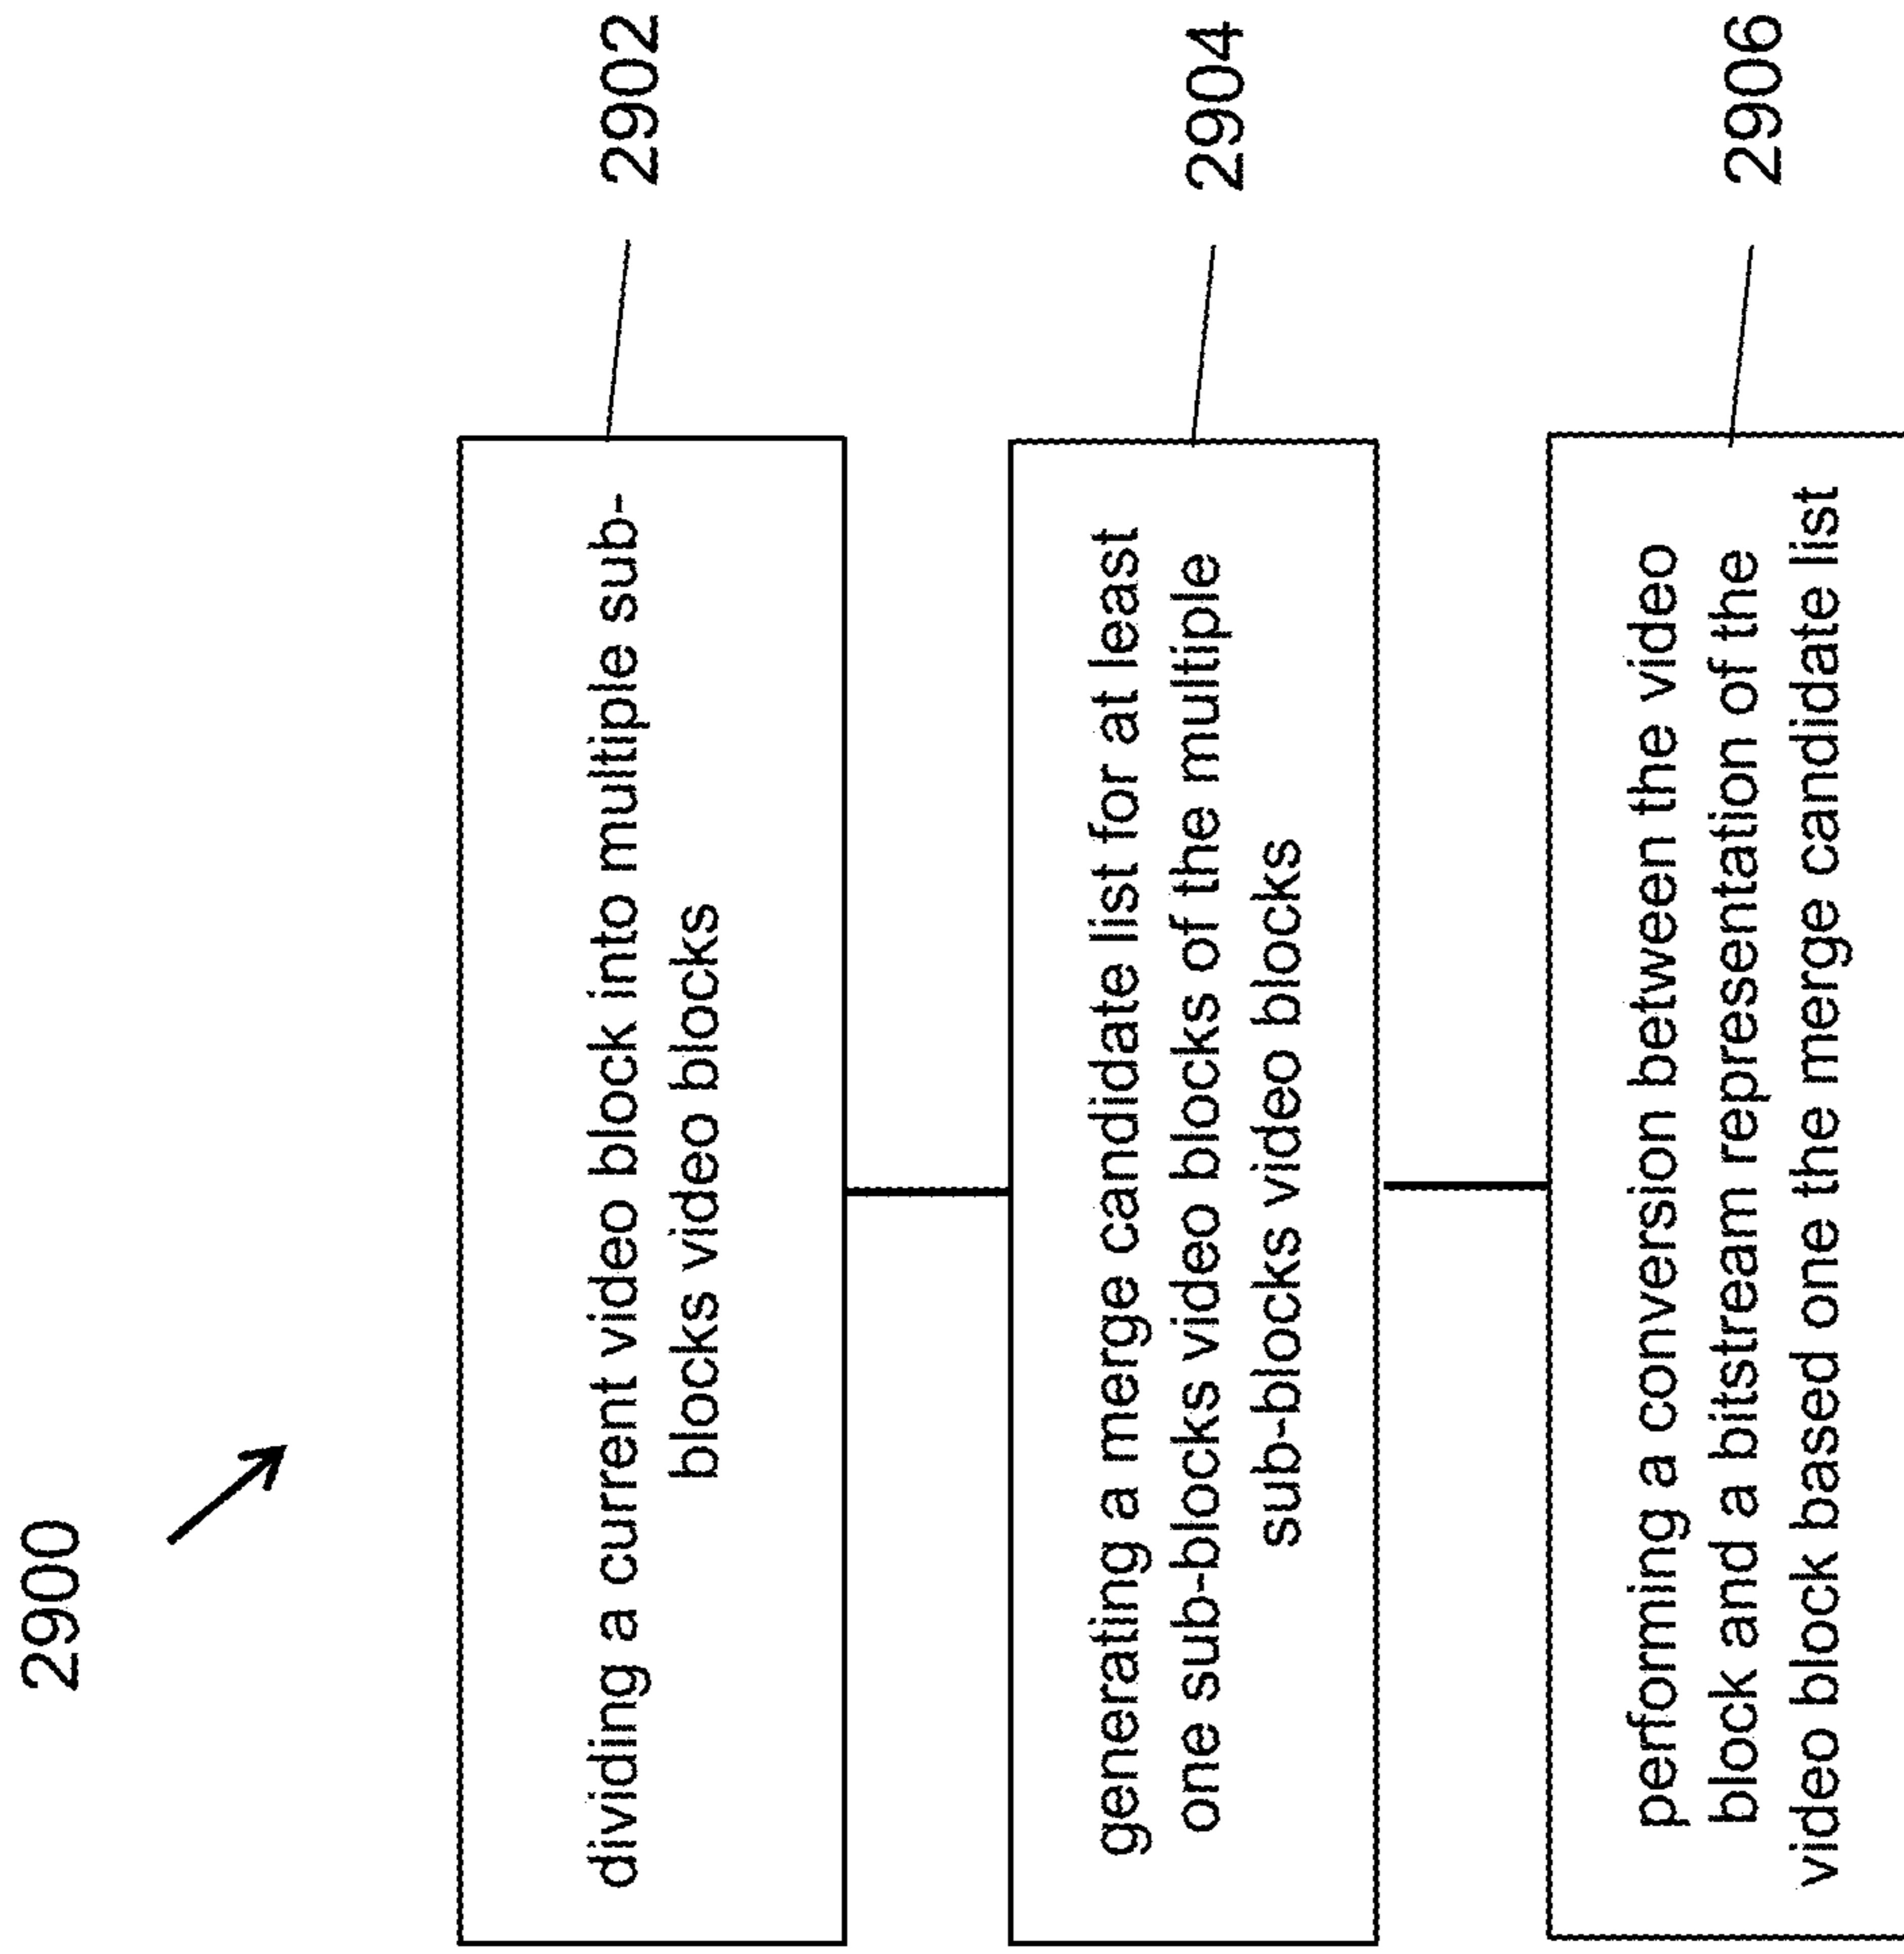 2900
dividing a current video block into multiple sub-
blocks video blocks
2902
generating a merge candidate list for at least
one sub-blocks video blocks of the multiple
sub-blocks video blocks
2904
performing a conversion between the video
block and a bitstream representation of the
video block based one the merge candidate list
2906